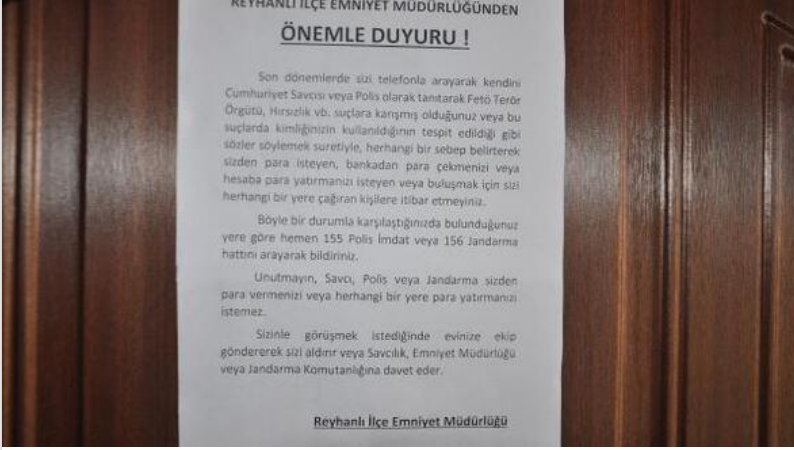 REYHANLI İLÇE EMNİYET MÜDÜRLÜĞÜNDEN
ÖNEMLE DUYURU !
Son dönemlerde sizi telefonla arayarak kendini
Cumhuriyet Savcısı veya Polis olarak tanıtarak Fetö Terör
Örgütü, Hırsızlık vb. suçlara karışmış olduğunuz veya bu
suçlarda kimliğinizin kullanıldığının tespit edildiği gibi
sözler söylemek suretiyle, herhangi bir sebep belirterek
sizden para isteyen, bankadan para çekmenizi veya
hesaba para yatırmanızı isteyen veya buluşmak için sizi
herhangi bir yere çağıran kişilere itibar etmeyiniz.
Böyle bir durumla karşılaştığınızda bulunduğunuz
yere göre hemen 155 Polis İmdat veya 156 Jandarma
hattını arayarak bildiriniz.
Unutmayın, Savcı, Polis veya Jandarma sizden
para vermenizi veya herhangi bir yere para yatırmanızı
istemez.
Sizinle görüşmek istediğinde evinize ekip
göndererek sizi aldırır veya Savcılık, Emniyet Müdürlüğü
veya Jandarma Komutanlığına davet eder.
Reyhanlı İlçe Emniyet Müdürlüğü